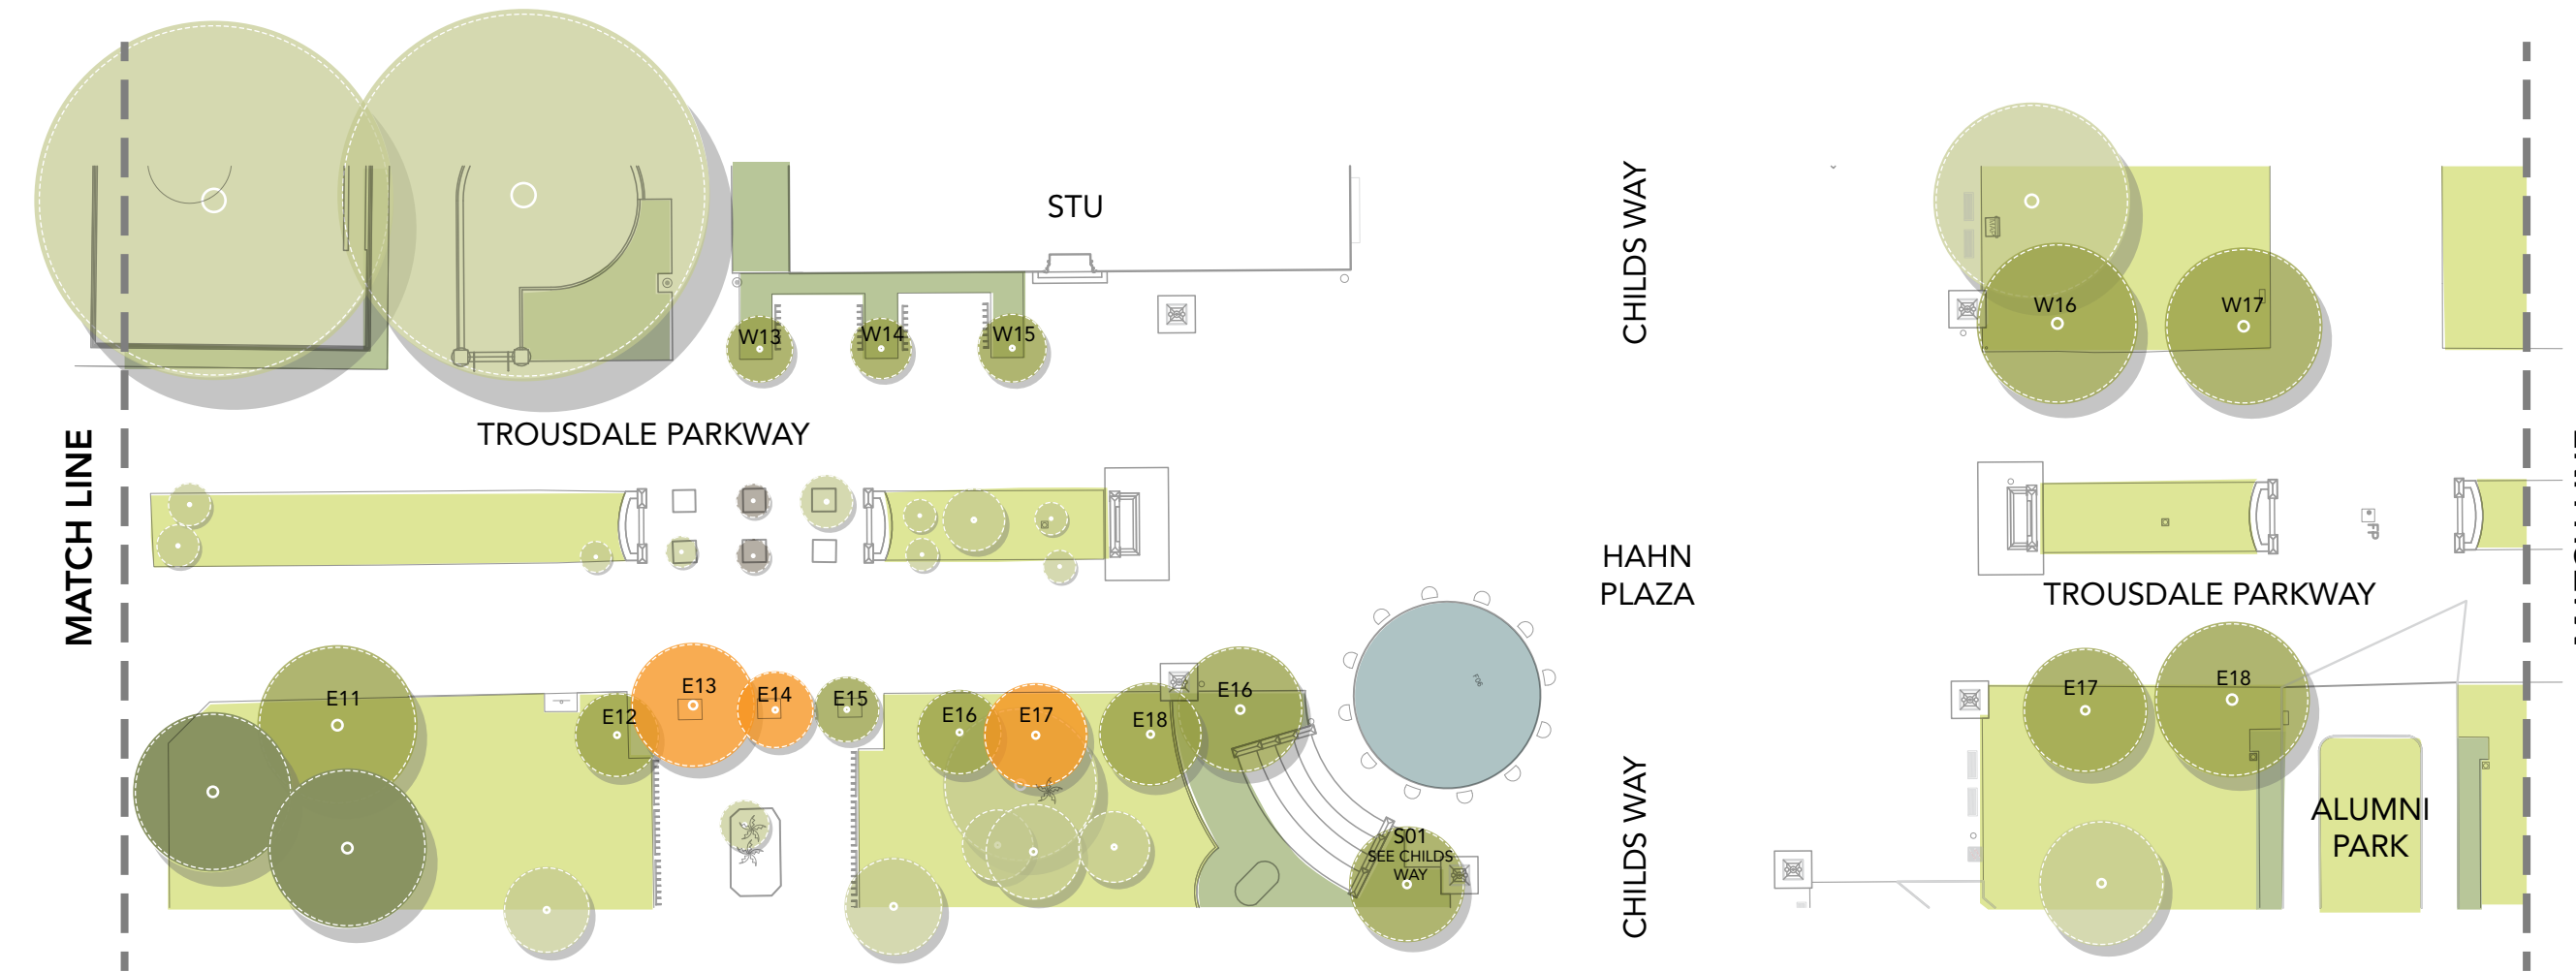 STU
CHILDS WAY
W13
W14
W15
W16
W17
TROUSDALE PARKWAY
MATCH LINE
HAHN
PLAZA
FP
TROUSDALE PARKWAY
E11
E12
E13
E14
E15
E16
E17
E18
E16
E17
E18
S01
SEE CHILDS
WAY
CHILDS WAY
ALUMNI
PARK